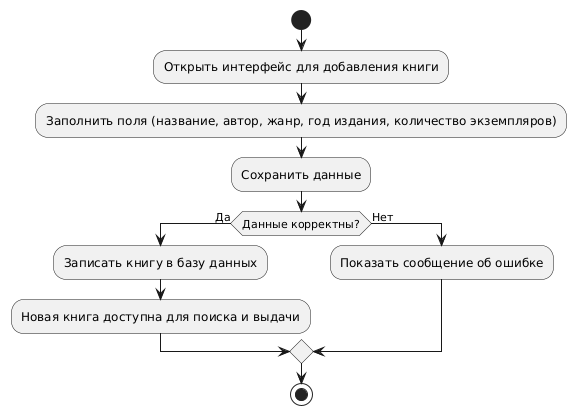 Открыть интерфейс для добавления книги
Заполнить поля (название, автор, жанр, год издания, количество экземпляров)
Сохранить данные
Данные корректны?
Да
Нет
Записать книгу в базу данных
Показать сообщение об ошибке
Новая книга доступна для поиска и выдачи